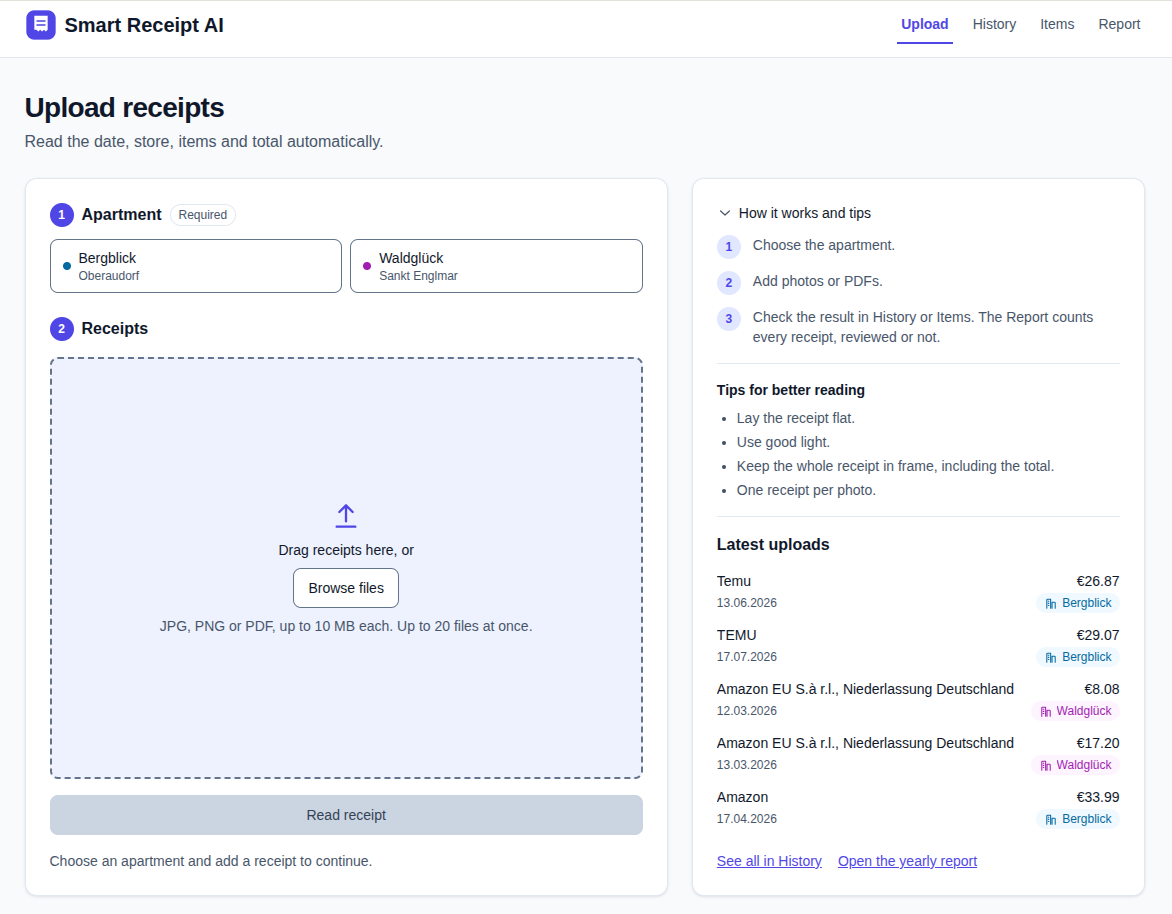 Smart Receipt AI
Upload History Items Report
Upload receipts
Read the date, store, items and total automatically.
1 Apartment Required
Bergblick
Oberaudorf
Waldglück
Sankt Englmar
2 Receipts
Drag receipts here, or
Browse files
JPG, PNG or PDF, up to 10 MB each. Up to 20 files at once.
Read receipt
Choose an apartment and add a receipt to continue.
How it works and tips
1 Choose the apartment.
2 Add photos or PDFs.
3 Check the result in History or Items. The Report counts
every receipt, reviewed or not.
Tips for better reading
• Lay the receipt flat.
• Use good light.
• Keep the whole receipt in frame, including the total.
• One receipt per photo.
Latest uploads
Temu €26.87
13.06.2026 Bergblick
TEMU €29.07
17.07.2026 Bergblick
Amazon EU S.à r.l., Niederlassung Deutschland €8.08
12.03.2026 Waldglück
Amazon EU S.à r.l., Niederlassung Deutschland €17.20
13.03.2026 Waldglück
Amazon €33.99
17.04.2026 Bergblick
See all in History Open the yearly report